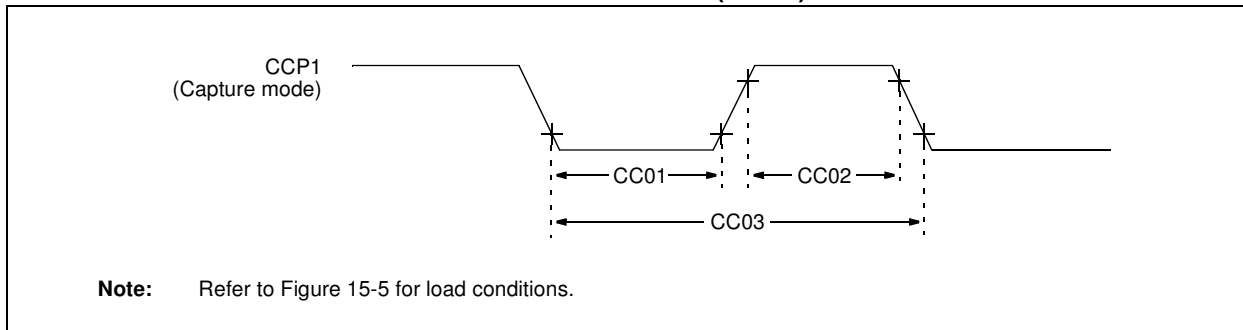 CCP1
(Capture mode)
CC01
CC02
CC03
Note: Refer to Figure 15-5 for load conditions.